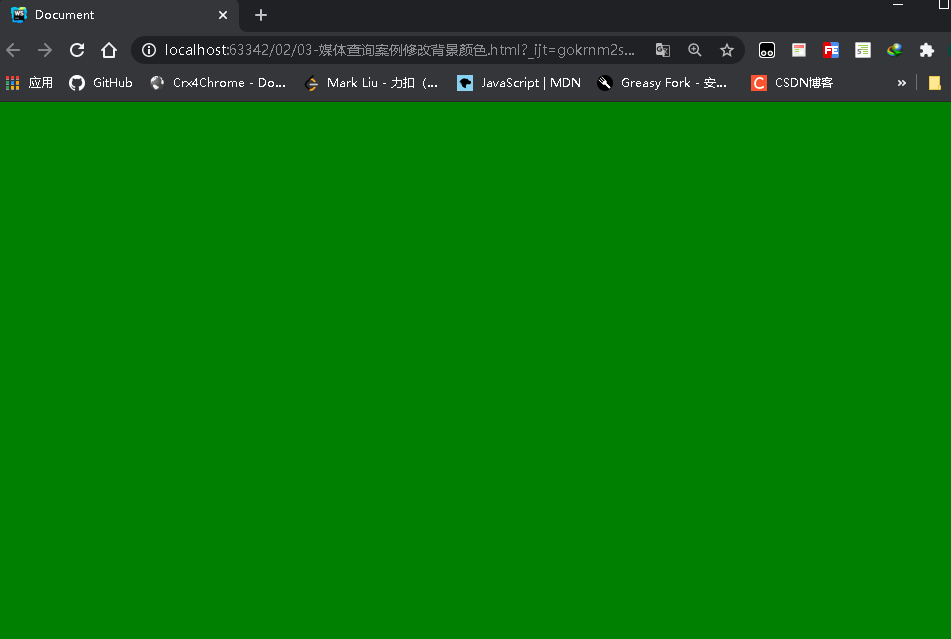 Document
localhost:63342/02/03-媒体查询案例修改背景颜色.html?_ijt=gokrmm2s...
应用 GitHub Crx4Chrome - Do... Mark Liu - 力扣（... JavaScript | MDN Greasy Fork - 安... CSDN博客 »